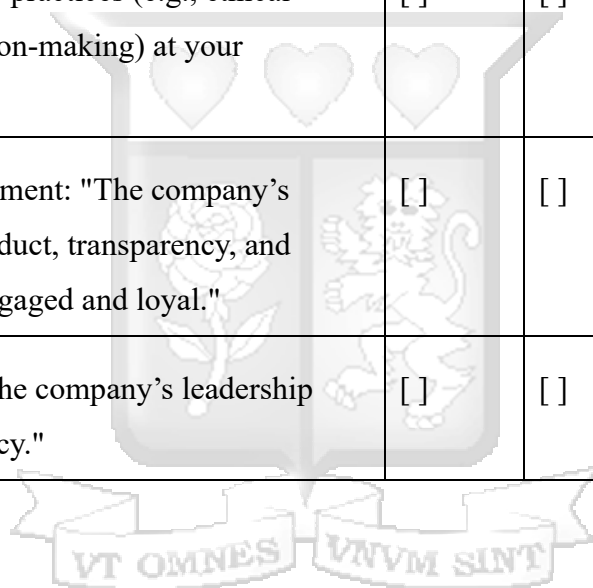 on-making) at your
ment: "The company’s [ ] [ ]
duct, transparency, and
gaged and loyal."
he company’s leadership [ ] [ ]
cy."
VT OMNES VNVM SINT